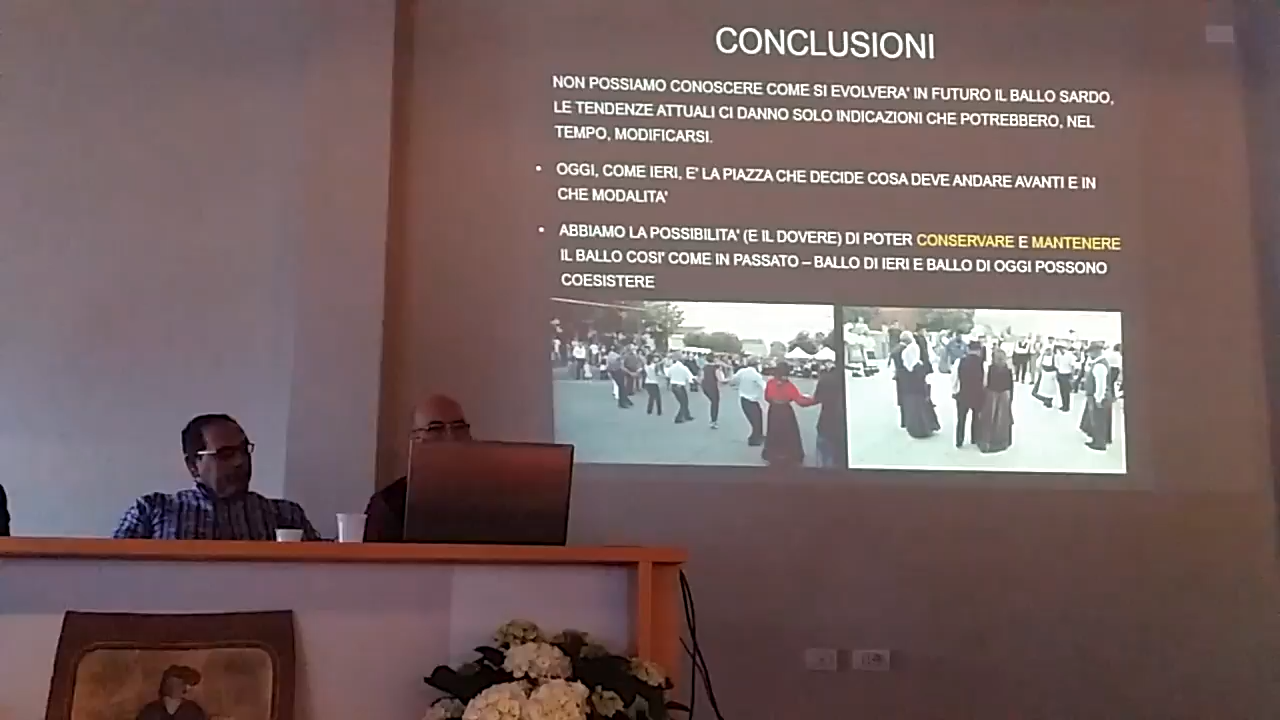 CONCLUSIONI
NON POSSIAMO CONOSCERE COME SI EVOLVERA' IN FUTURO IL BALLO SARDO,
LE TENDENZE ATTUALI CI DANNO SOLO INDICAZIONI CHE POTREBBERO, NEL
TEMPO, MODIFICARSI.
• OGGI, COME IERI, E' LA PIAZZA CHE DECIDE COSA DEVE ANDARE AVANTI E IN
CHE MODALITA'
• ABBIAMO LA POSSIBILITA' (E IL DOVERE) DI POTER CONSERVARE E MANTENERE
IL BALLO COSI' COME IN PASSATO – BALLO DI IERI E BALLO DI OGGI POSSONO
COESISTERE